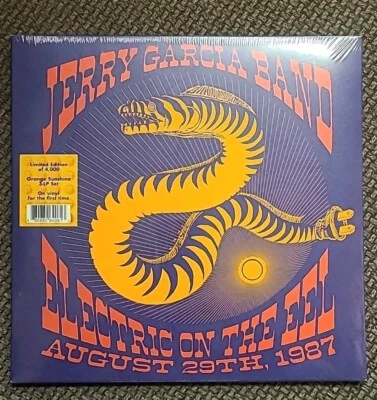 JERRY GARCIA BAND
Limited Edition
of 4,000
Orange Sunshine
5-LP Set
On vinyl
for the first time
ELECTRIC ON THE EEL
AUGUST 29TH, 1987